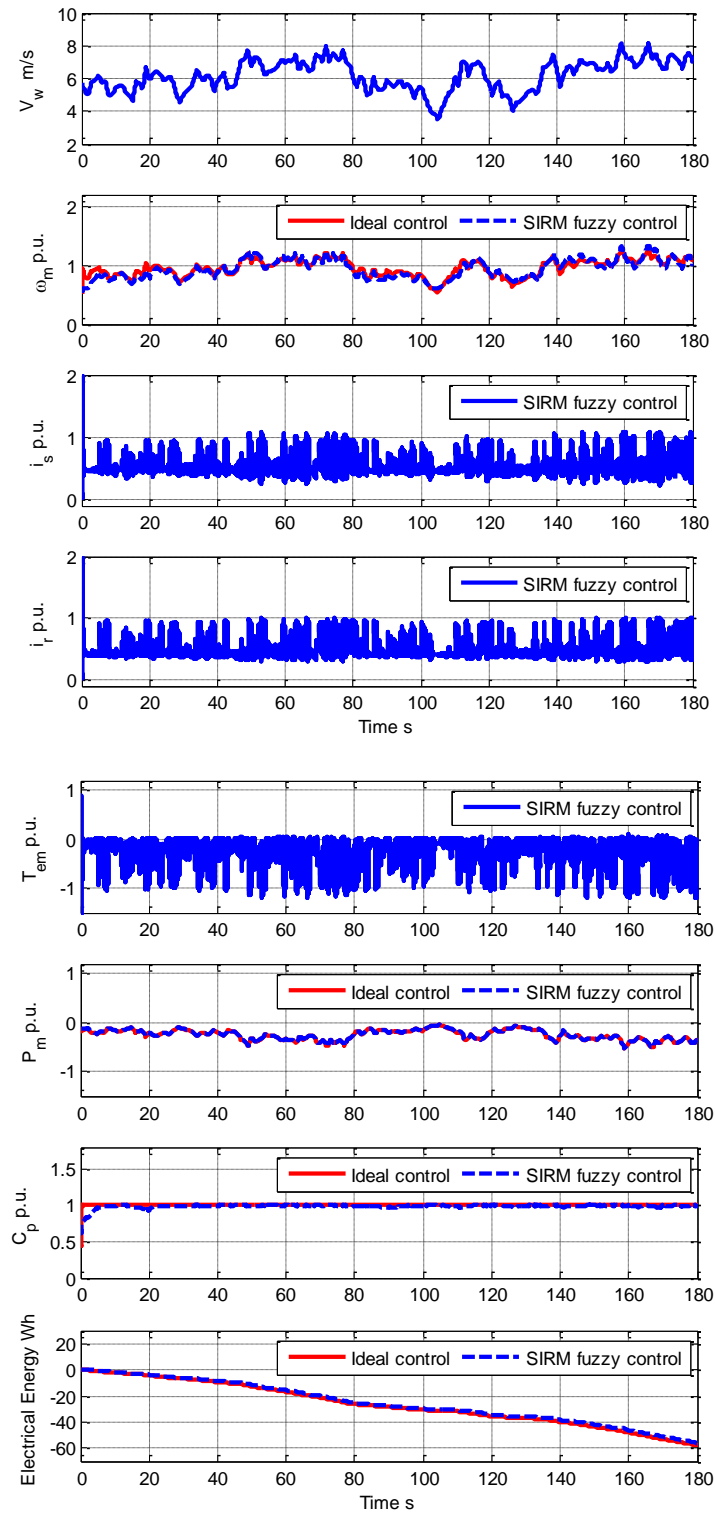 10
8
6
4
2
V_w m/s
0 20 40 60 80 100 120 140 160 180
2
1
0
ω_m p.u.
Ideal control SIRM fuzzy control
0 20 40 60 80 100 120 140 160 180
2
1
0
i_s p.u.
SIRM fuzzy control
0 20 40 60 80 100 120 140 160 180
2
1
0
i_r p.u.
SIRM fuzzy control
0 20 40 60 80 100 120 140 160 180
Time s
1
0
-1
T_em p.u.
SIRM fuzzy control
0 20 40 60 80 100 120 140 160 180
1
0
-1
P_m p.u.
Ideal control SIRM fuzzy control
0 20 40 60 80 100 120 140 160 180
1.5
1
0.5
0
C_p p.u.
Ideal control SIRM fuzzy control
0 20 40 60 80 100 120 140 160 180
20
0
-20
-40
-60
Electrical Energy Wh
Ideal control SIRM fuzzy control
0 20 40 60 80 100 120 140 160 180
Time s